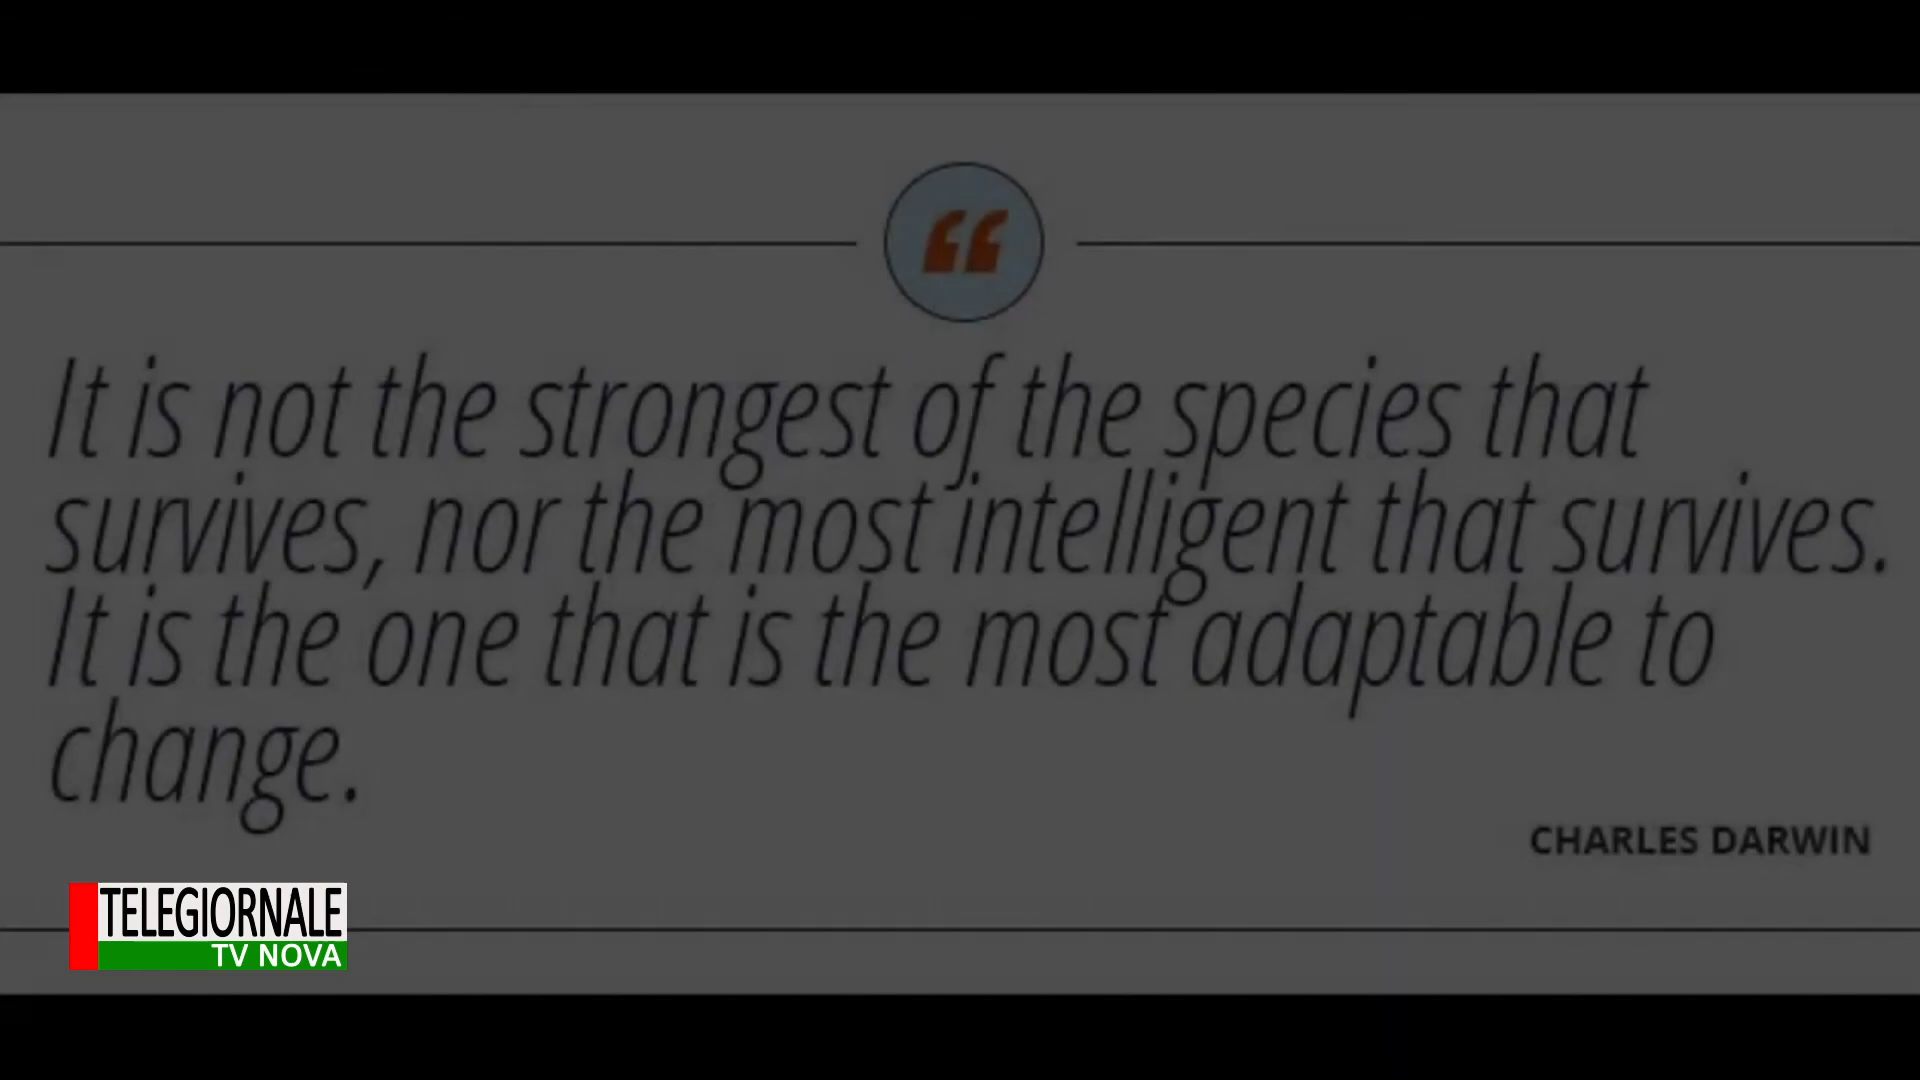 “
It is not the strongest of the species that
survives, nor the most intelligent that survives.
It is the one that is the most adaptable to
change.
CHARLES DARWIN
TELEGIORNALE
TV NOVA